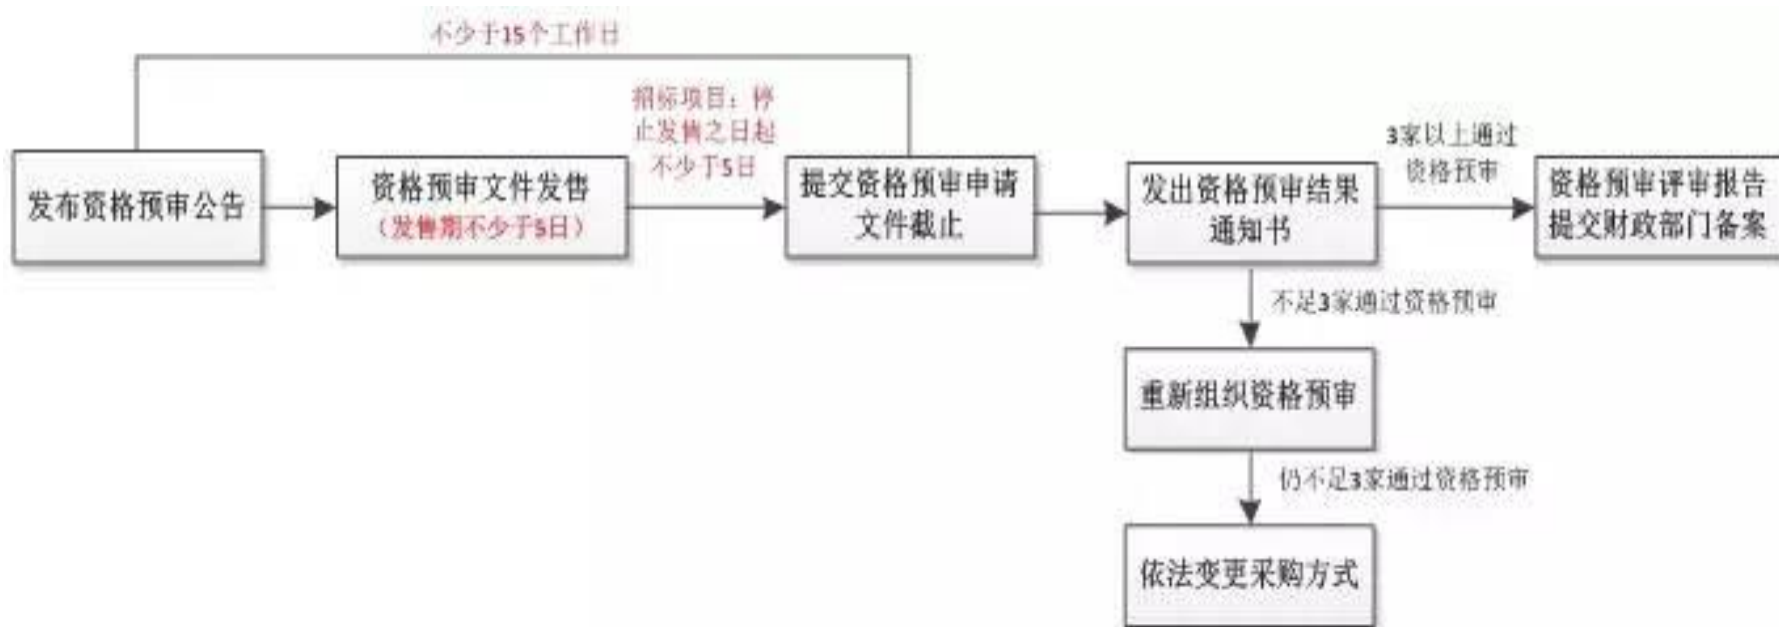 不少于15个工作日
招标项目：停
止发售之日起
不少于5日
3家以上通过
资格预审
发布资格预审公告
资格预审文件发售
（发售期不少于5日）
提交资格预审申请
文件截止
发出资格预审结果
通知书
资格预审评审报告
提交财政部门备案
不足3家通过资格预审
重新组织资格预审
仍不足3家通过资格预审
依法变更采购方式